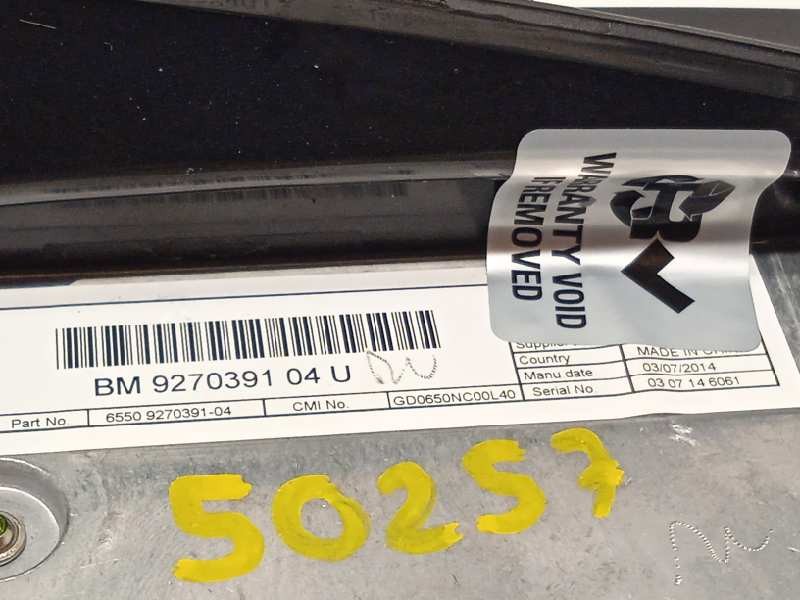 WARRANTY VOID
IF REMOVED
BM 9270391 04 U
Part No. 6550 9270391-04 CMI No. GD0650NC00L40
Supplier
Country MADE IN CHINA
Manu date 03/07/2014
Serial No. 03 07 14 6061
50257